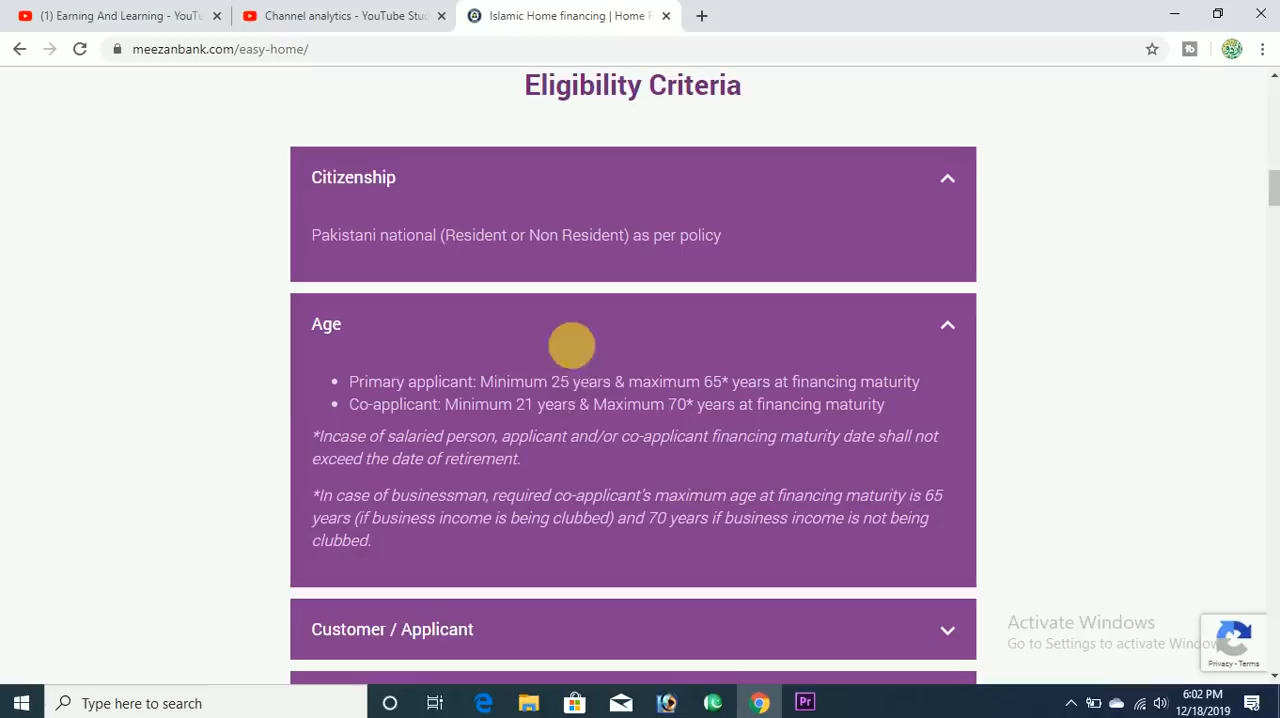 (1) Earning And Learning - YouTu
Channel analytics - YouTube Stud
Islamic Home financing | Home R
meezanbank.com/easy-home/
Eligibility Criteria
Citizenship
Pakistani national (Resident or Non Resident) as per policy
Age
Primary applicant: Minimum 25 years & maximum 65* years at financing maturity
Co-applicant: Minimum 21 years & Maximum 70* years at financing maturity
*Incase of salaried person, applicant and/or co-applicant financing maturity date shall not
exceed the date of retirement.
*In case of businessman, required co-applicant's maximum age at financing maturity is 65
years (if business income is being clubbed) and 70 years if business income is not being
clubbed.
Customer / Applicant
Activate Windows
Go to Settings to activate Windows
Privacy - Terms
Type here to search
Pr
6:02 PM
12/18/2019